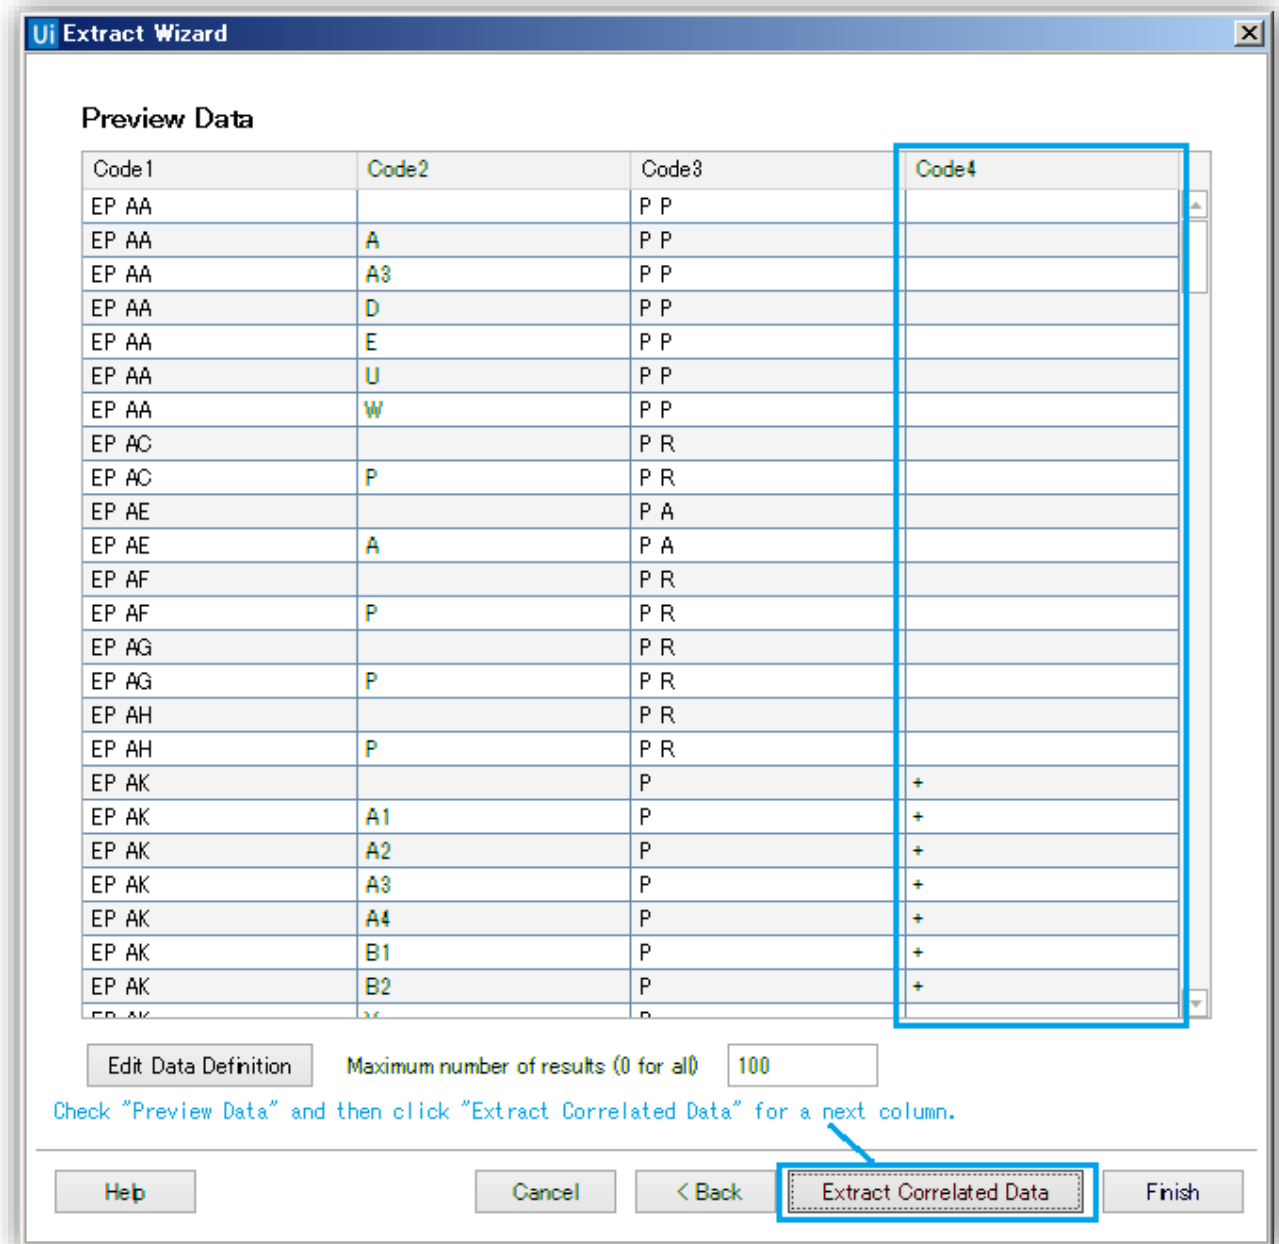 Ui Extract Wizard
Preview Data
Code1 Code2 Code3 Code4
EP AA P P
EP AA A P P
EP AA A3 P P
EP AA D P P
EP AA E P P
EP AA U P P
EP AA W P P
EP AC P R
EP AC P P R
EP AE P A
EP AE A P A
EP AF P R
EP AF P P R
EP AG P R
EP AG P P R
EP AH P R
EP AH P P R
EP AK P +
EP AK A1 P +
EP AK A2 P +
EP AK A3 P +
EP AK A4 P +
EP AK B1 P +
EP AK B2 P +
Edit Data Definition Maximum number of results (0 for all) 100
Check "Preview Data" and then click "Extract Correlated Data" for a next column.
Help Cancel < Back Extract Correlated Data Finish